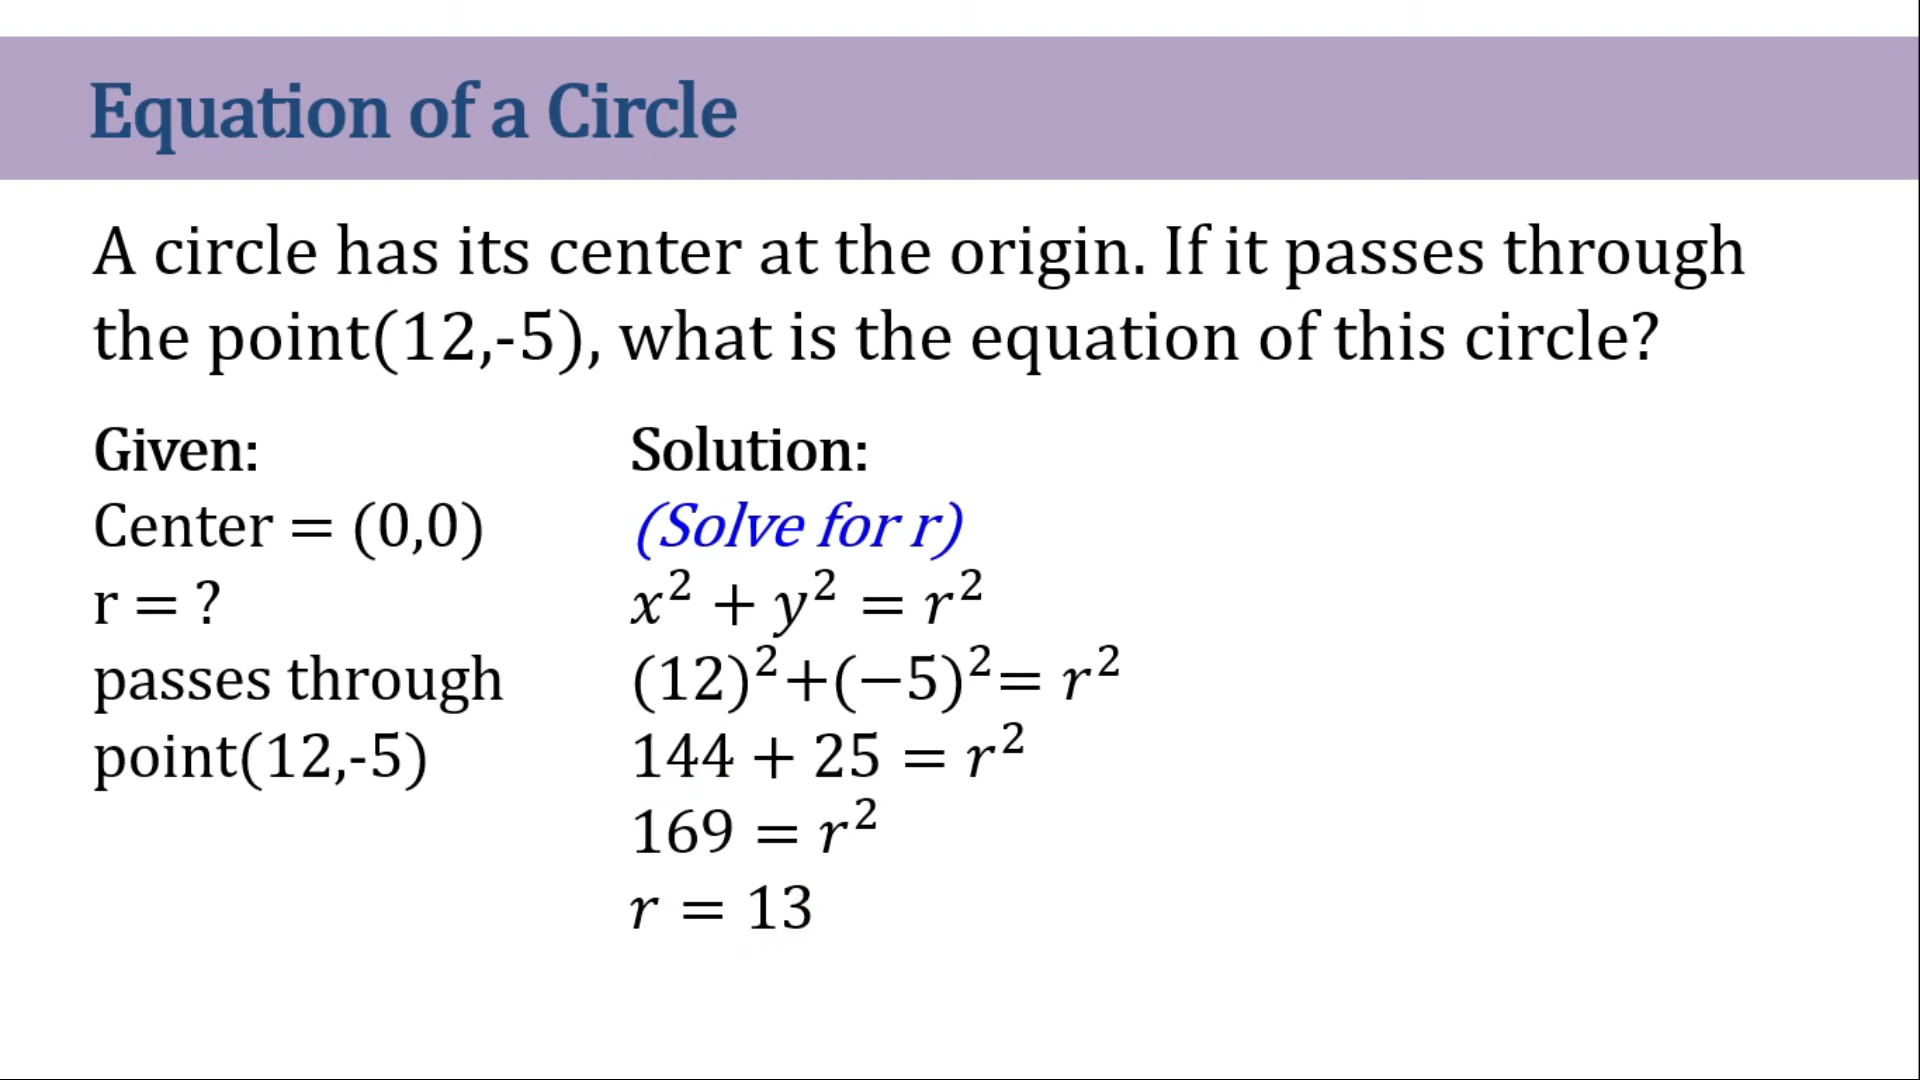 Equation of a Circle
A circle has its center at the origin. If it passes through
the point(12,-5), what is the equation of this circle?
Given:
Center = (0,0)
r = ?
passes through
point(12,-5)
Solution:
(Solve for r)
x² + y² = r²
(12)²+(−5)²= r²
144 + 25 = r²
169 = r²
r = 13